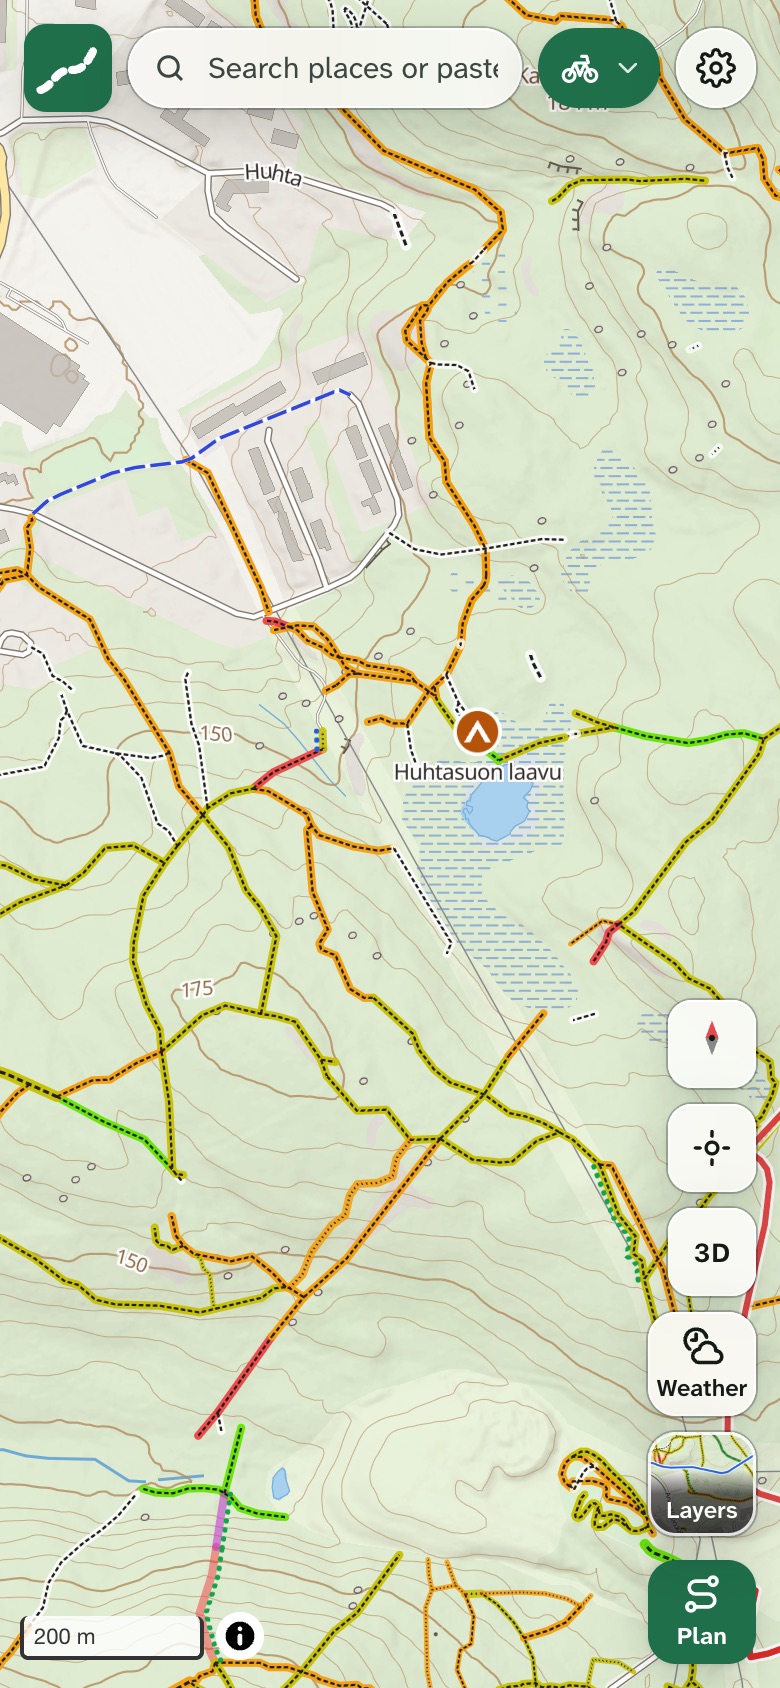 Search places or paste
Huhta
150
Huhtasuon laavu
175
3D
150
Weather
Layers
Plan
200 m